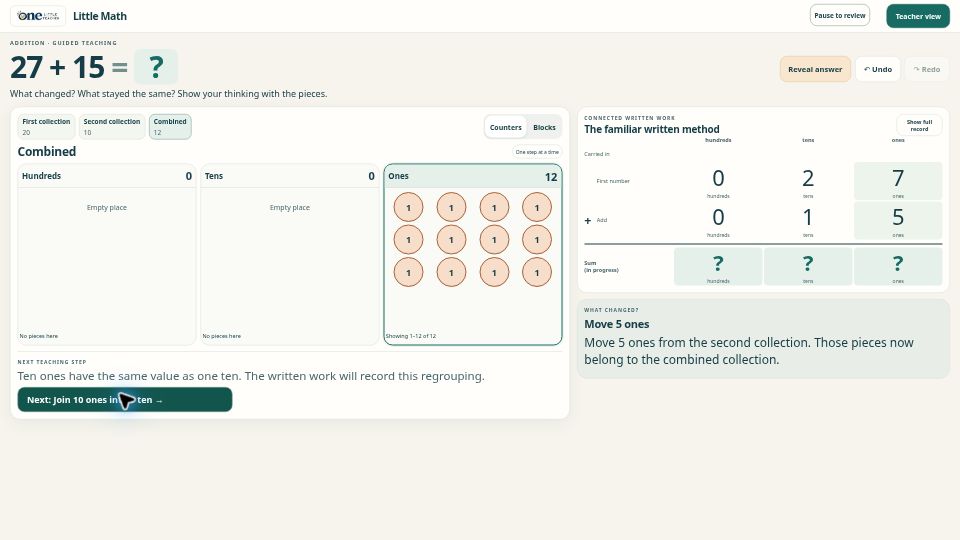 one LITTLE TEACHER
Little Math
Pause to review
Teacher view
ADDITION · GUIDED TEACHING
27 + 15 = ?
What changed? What stayed the same? Show your thinking with the pieces.
Reveal answer
↶ Undo
↷ Redo
First collection
20
Second collection
10
Combined
12
Counters
Blocks
Combined
One step at a time
Hundreds 0
Empty place
No pieces here
Tens 0
Empty place
No pieces here
Ones 12
1 1 1 1
1 1 1 1
1 1 1 1
Showing 1–12 of 12
NEXT TEACHING STEP
Ten ones have the same value as one ten. The written work will record this regrouping.
Next: Join 10 ones in ten →
CONNECTED WRITTEN WORK
The familiar written method
Show full
record
hundreds tens ones
Carried in
First number 0 2 7
hundreds tens ones
+ Add 0 1 5
hundreds tens ones
Sum
(in progress)
? ? ?
hundreds tens ones
WHAT CHANGED?
Move 5 ones
Move 5 ones from the second collection. Those pieces now
belong to the combined collection.